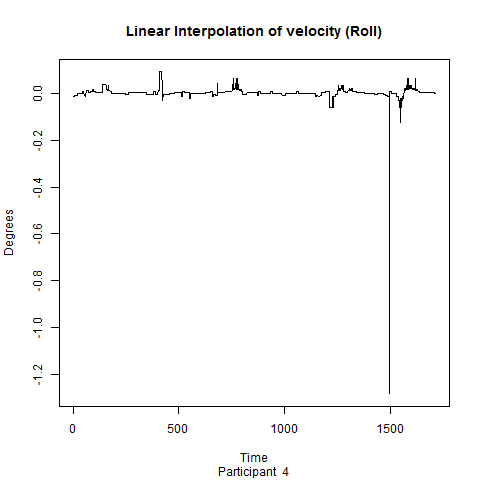 Linear Interpolation of velocity (Roll)
Degrees
0.0
-0.2
-0.4
-0.6
-0.8
-1.0
-1.2
0
500
1000
1500
Time
Participant 4